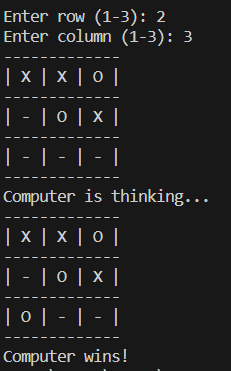 Enter row (1-3): 2
Enter column (1-3): 3
-------------
| X | X | O |
-------------
| - | O | X |
-------------
| - | - | - |
-------------
Computer is thinking...
-------------
| X | X | O |
-------------
| - | O | X |
-------------
| O | - | - |
-------------
Computer wins!